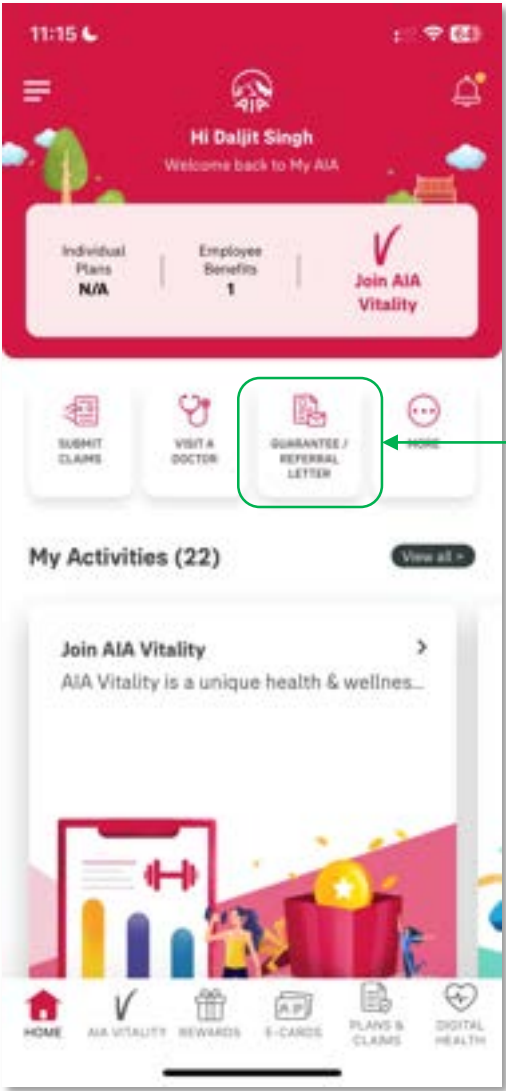 11:15
64
AIA
Hi Daljit Singh
Welcome back to My AIA
Individual
Plans
N/A
Employee
Benefits
1
Join AIA
Vitality
SUBMIT
CLAIMS
VISIT A
DOCTOR
GUARANTEE /
REFERRAL
LETTER
MORE
My Activities (22)
View all >
Join AIA Vitality
AIA Vitality is a unique health & wellnes...
HOME
AIA VITALITY
REWARDS
E-CARDS
PLANS &
CLAIMS
DIGITAL
HEALTH